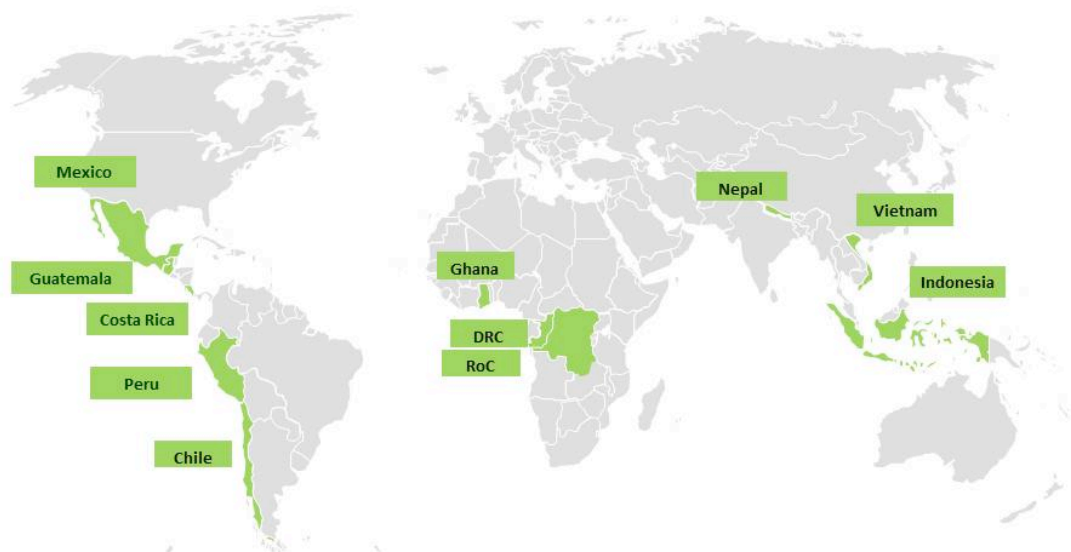 Mexico
Guatemala
Costa Rica
Peru
Chile
Ghana
DRC
RoC
Nepal
Vietnam
Indonesia